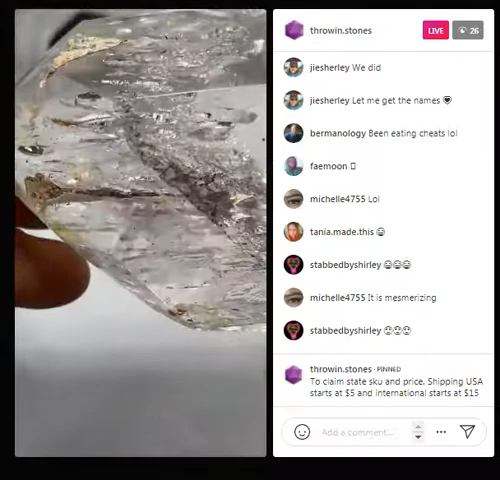 throwin.stones
LIVE
26
jiesherley We did
jiesherley Let me get the names
bermanology Been eating cheats lol
faemoon
michelle4755 Lol
tania.made.this
stabbedbyshirley
michelle4755 It is mesmerizing
stabbedbyshirley
throwin.stones · PINNED
To claim state sku and price. Shipping USA
starts at $5 and international starts at $15
Add a comment...